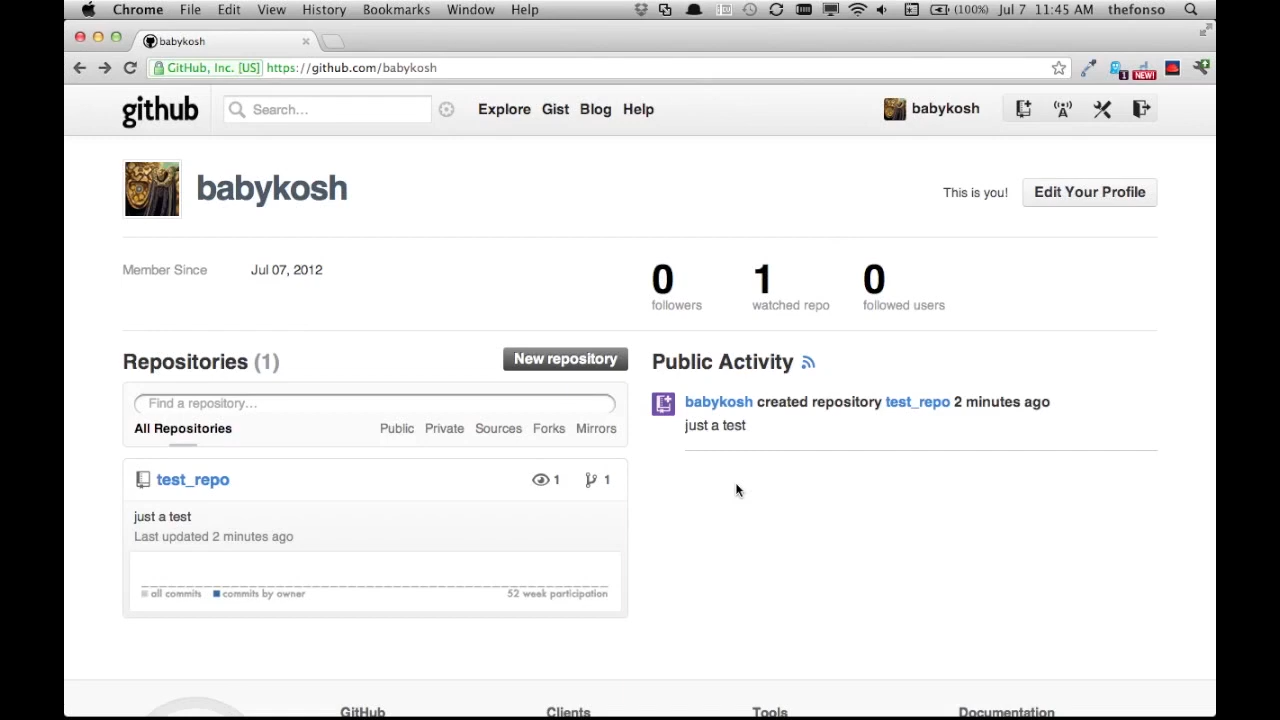 Chrome File Edit View History Bookmarks Window Help (100%) Jul 7 11:45 AM thefonso
babykosh
GitHub, Inc. [US] https://github.com/babykosh
1 NEW!
github Search... Explore Gist Blog Help babykosh
babykosh
This is you! Edit Your Profile
Member Since Jul 07, 2012
0 1 0
followers watched repo followed users
Repositories (1) New repository Public Activity
Find a repository...
babykosh created repository test_repo 2 minutes ago
All Repositories Public Private Sources Forks Mirrors
just a test
test_repo 1 1
just a test
Last updated 2 minutes ago
all commits commits by owner 52 week participation
GitHub Clients Tools Documentation